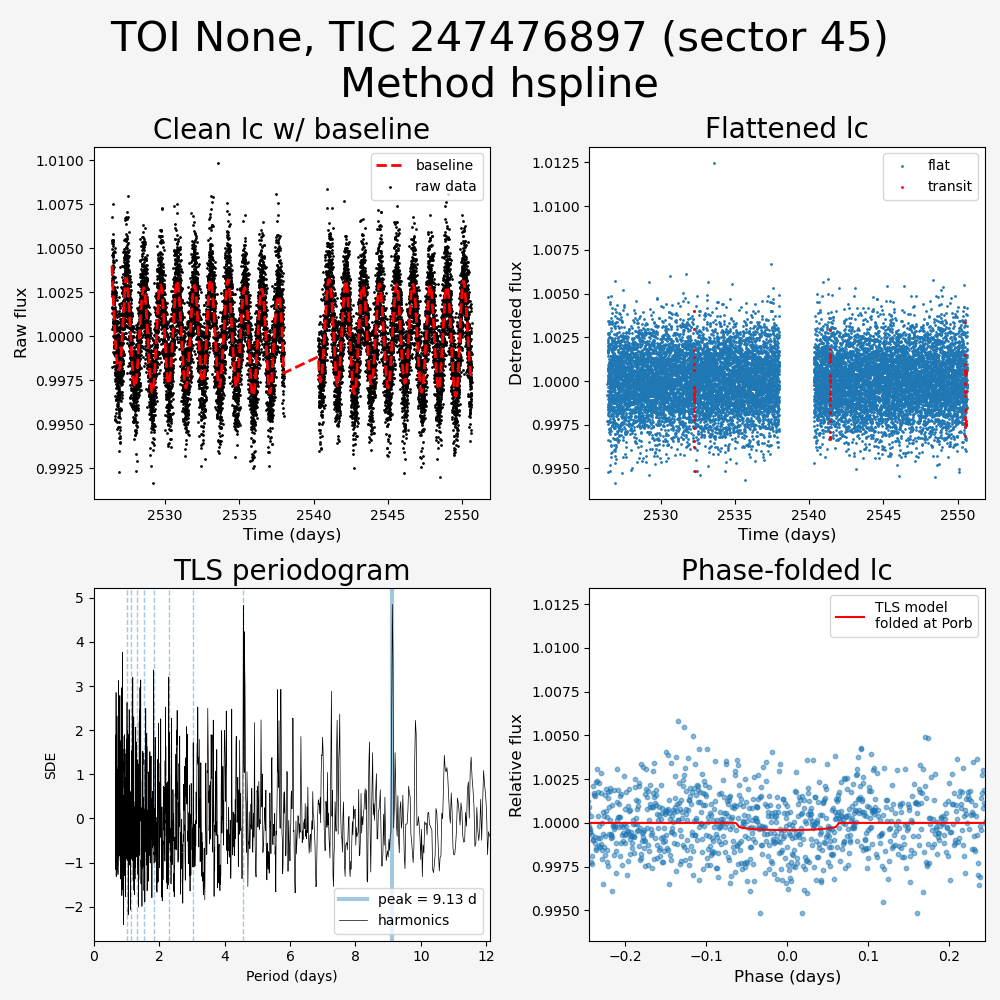 TOI None, TIC 247476897 (sector 45)
Method hspline
Clean lc w/ baseline
baseline
raw data
1.0100
1.0075
1.0050
1.0025
1.0000
0.9975
0.9950
0.9925
Raw flux
2530
2535
2540
2545
2550
Time (days)
Flattened lc
flat
transit
1.0125
1.0100
1.0075
1.0050
1.0025
1.0000
0.9975
0.9950
Detrended flux
2530
2535
2540
2545
2550
Time (days)
TLS periodogram
5
4
3
2
1
0
−1
−2
SDE
peak = 9.13 d
harmonics
0
2
4
6
8
10
12
Period (days)
Phase-folded lc
TLS model
folded at Porb
1.0125
1.0100
1.0075
1.0050
1.0025
1.0000
0.9975
0.9950
Relative flux
−0.2
−0.1
0.0
0.1
0.2
Phase (days)